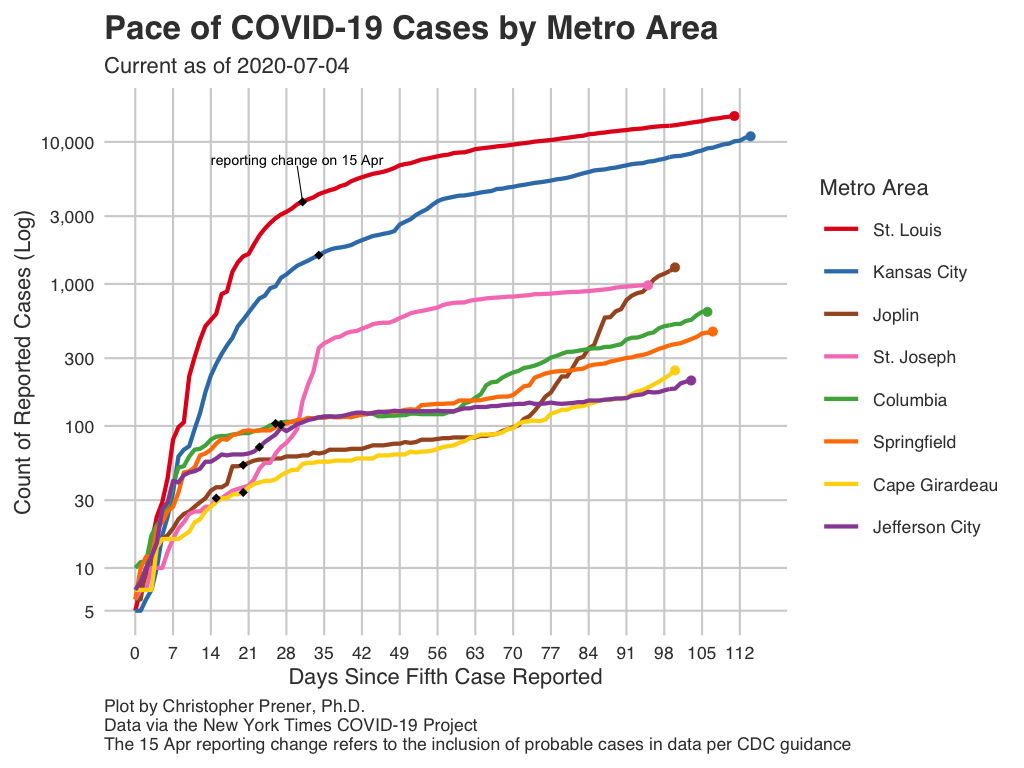 Pace of COVID-19 Cases by Metro Area
Current as of 2020-07-04
Count of Reported Cases (Log)
10,000
3,000
1,000
300
100
30
10
5
reporting change on 15 Apr
0 7 14 21 28 35 42 49 56 63 70 77 84 91 98 105 112
Days Since Fifth Case Reported
Metro Area
St. Louis
Kansas City
Joplin
St. Joseph
Columbia
Springfield
Cape Girardeau
Jefferson City
Plot by Christopher Prener, Ph.D.
Data via the New York Times COVID-19 Project
The 15 Apr reporting change refers to the inclusion of probable cases in data per CDC guidance